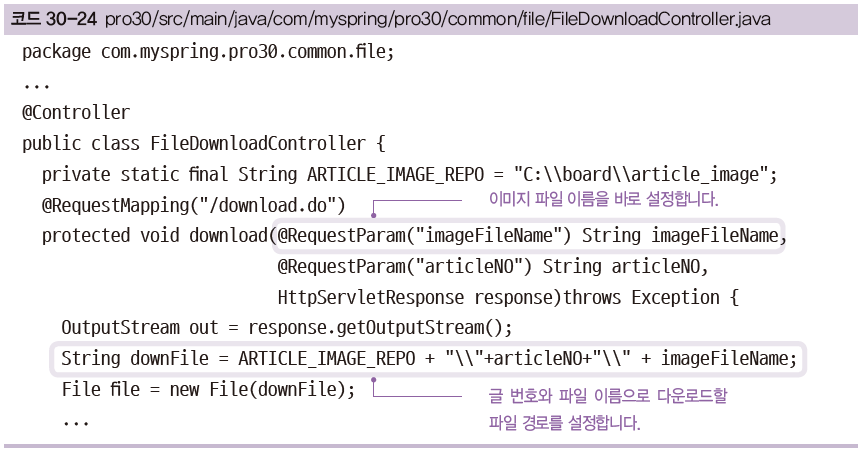 코드 30-24 pro30/src/main/java/com/myspring/pro30/common/file/FileDownloadController.java
package com.myspring.pro30.common.file;
...
@Controller
public class FileDownloadController {
private static final String ARTICLE_IMAGE_REPO = "C:\\board\\article_image";
@RequestMapping("/download.do")
이미지 파일 이름을 바로 설정합니다.
protected void download(@RequestParam("imageFileName") String imageFileName,
@RequestParam("articleNO") String articleNO,
HttpServletResponse response)throws Exception {
OutputStream out = response.getOutputStream();
String downFile = ARTICLE_IMAGE_REPO + "\\"+articleNO+"\\" + imageFileName;
File file = new File(downFile);
글 번호와 파일 이름으로 다운로드할
파일 경로를 설정합니다.
...